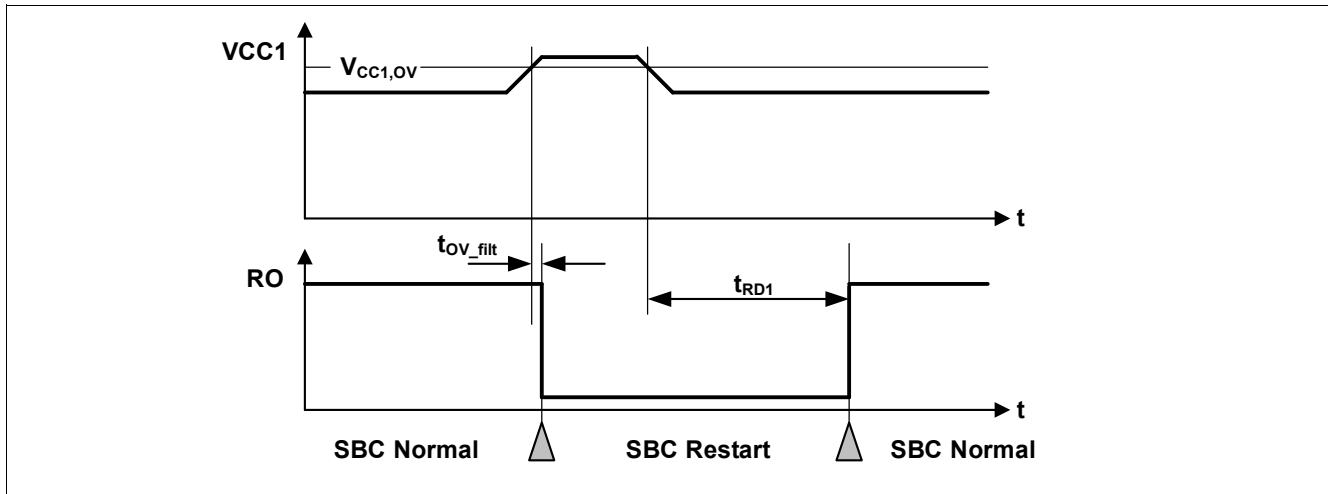 VCC1
VCC1,OV
t
tOV_filt
RO
tRD1
t
SBC Normal SBC Restart SBC Normal